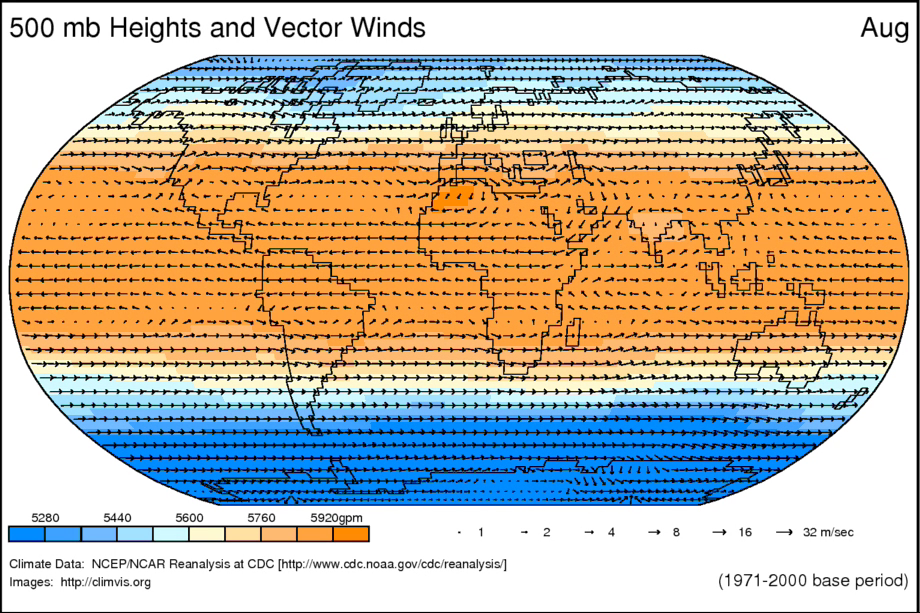 500 mb Heights and Vector Winds Aug
5280 5440 5600 5760 5920gpm
1 2 4 8 16 32 m/sec
Climate Data: NCEP/NCAR Reanalysis at CDC [http://www.cdc.noaa.gov/cdc/reanalysis/]
Images: http://climvis.org (1971-2000 base period)